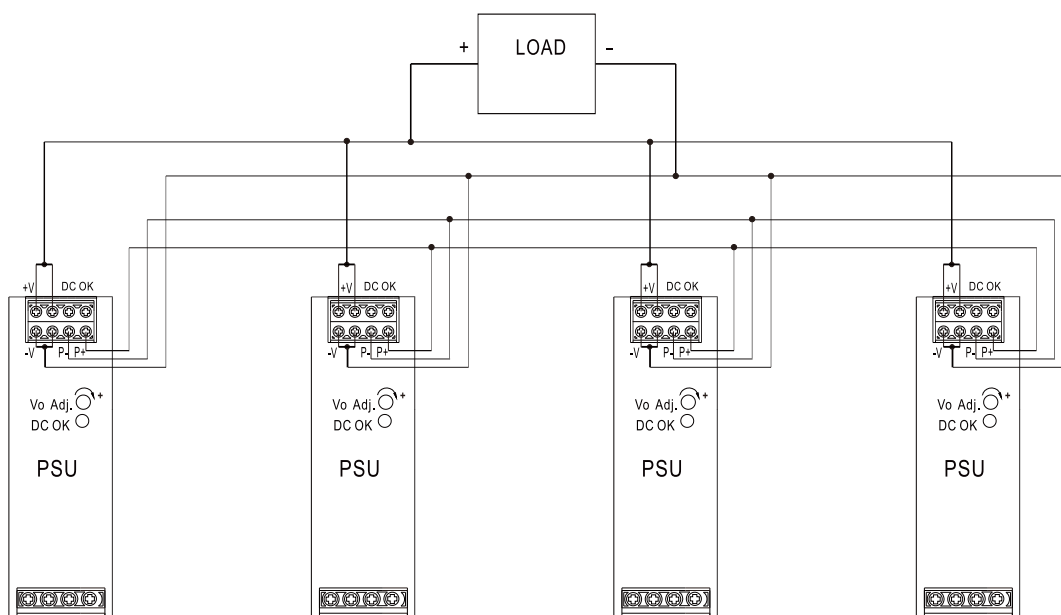 + LOAD -
+V DC OK +V DC OK +V DC OK +V DC OK
-V P- P+ -V P- P+ -V P- P+ -V P- P+
Vo Adj. + Vo Adj. + Vo Adj. + Vo Adj. +
DC OK DC OK DC OK DC OK
PSU PSU PSU PSU